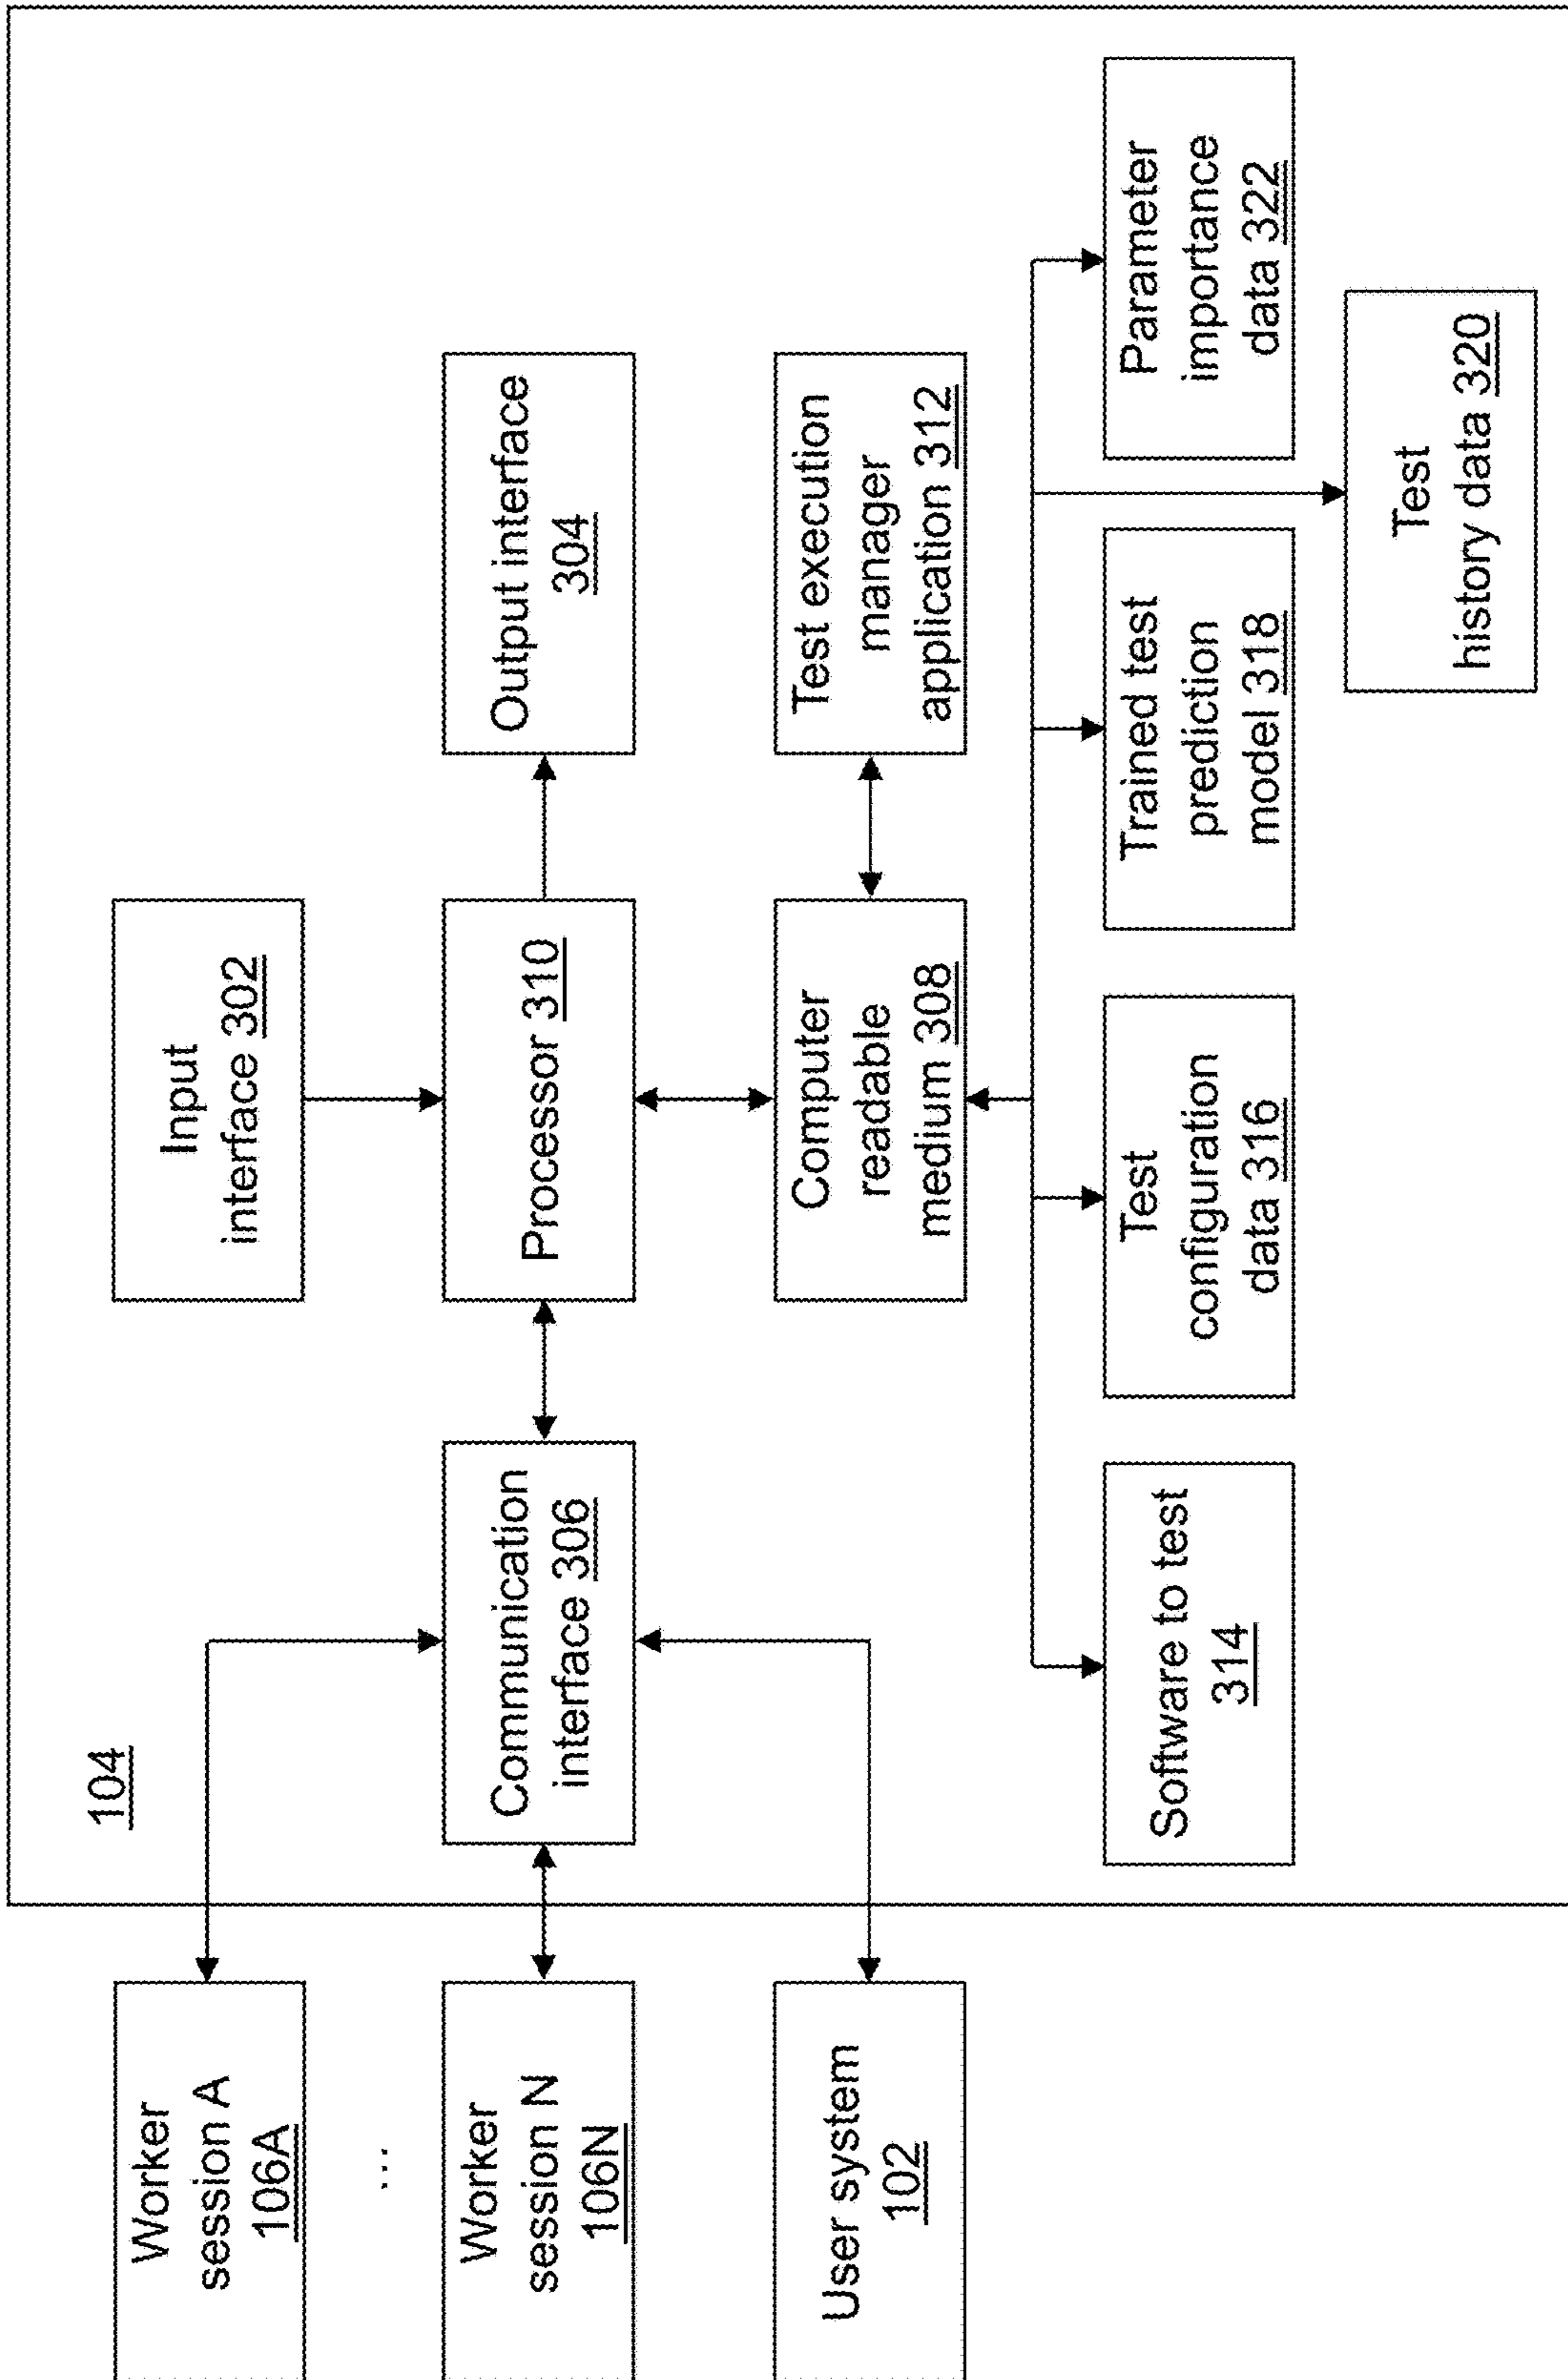 104
Input
interface 302
Worker
session A
106A
...
Communication
interface 306
Processor 310
Output interface
304
Worker
session N
106N
Computer
readable
medium 308
Test execution
manager
application 312
User system
102
Software to test
314
Test
configuration
data 316
Trained test
prediction
model 318
Parameter
importance
data 322
Test
history data 320